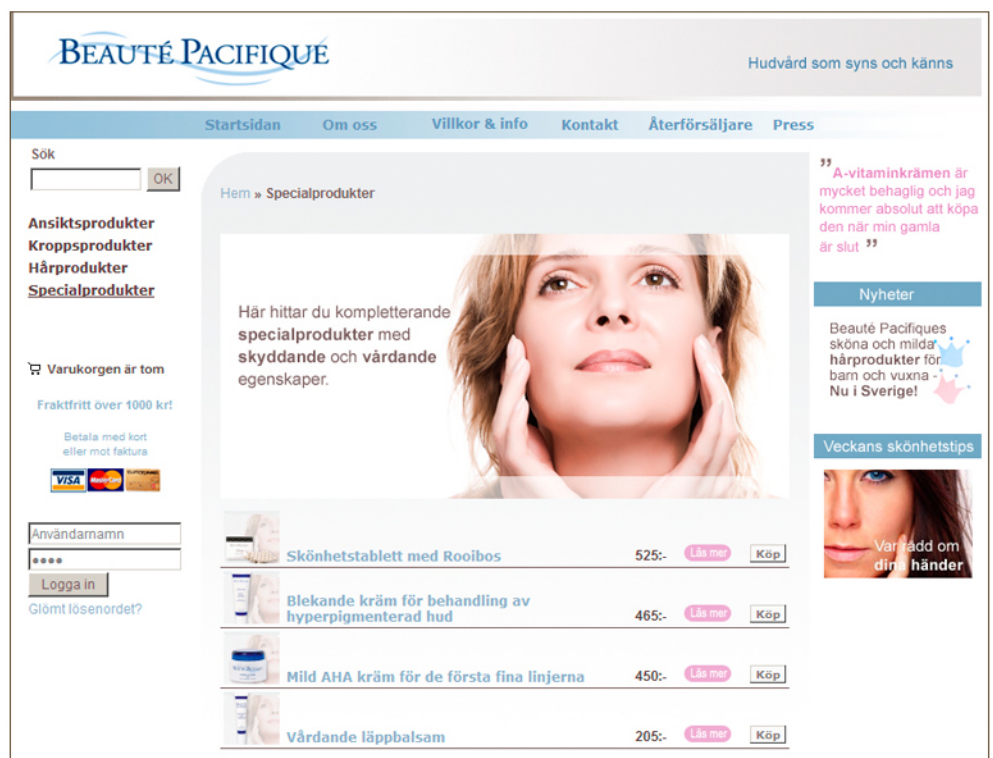 BEAUTÉ PACIFIQUE
Hudvård som syns och känns
Startsidan Om oss Villkor & info Kontakt Återförsäljare Press
Sök
OK
Ansiktsprodukter
Kroppsprodukter
Hårprodukter
Specialprodukter
Varukorgen är tom
Fraktfritt över 1000 kr!
Betala med kort
eller mot faktura
VISA MasterCard
Användarnamn
••••
Logga in
Glömt lösenordet?
Hem » Specialprodukter
Här hittar du kompletterande
specialprodukter med
skyddande och vårdande
egenskaper.
Skönhetstablett med Rooibos 525:- Läs mer Köp
Blekande kräm för behandling av
hyperpigmenterad hud 465:- Läs mer Köp
Mild AHA kräm för de första fina linjerna 450:- Läs mer Köp
Vårdande läppbalsam 205:- Läs mer Köp
”A-vitaminkrämen är
mycket behaglig och jag
kommer absolut att köpa
den när min gamla
är slut ”
Nyheter
Beauté Pacifiques
sköna och milda
hårprodukter för
barn och vuxna -
Nu i Sverige!
Veckans skönhetstips
Var rädd om
dina händer